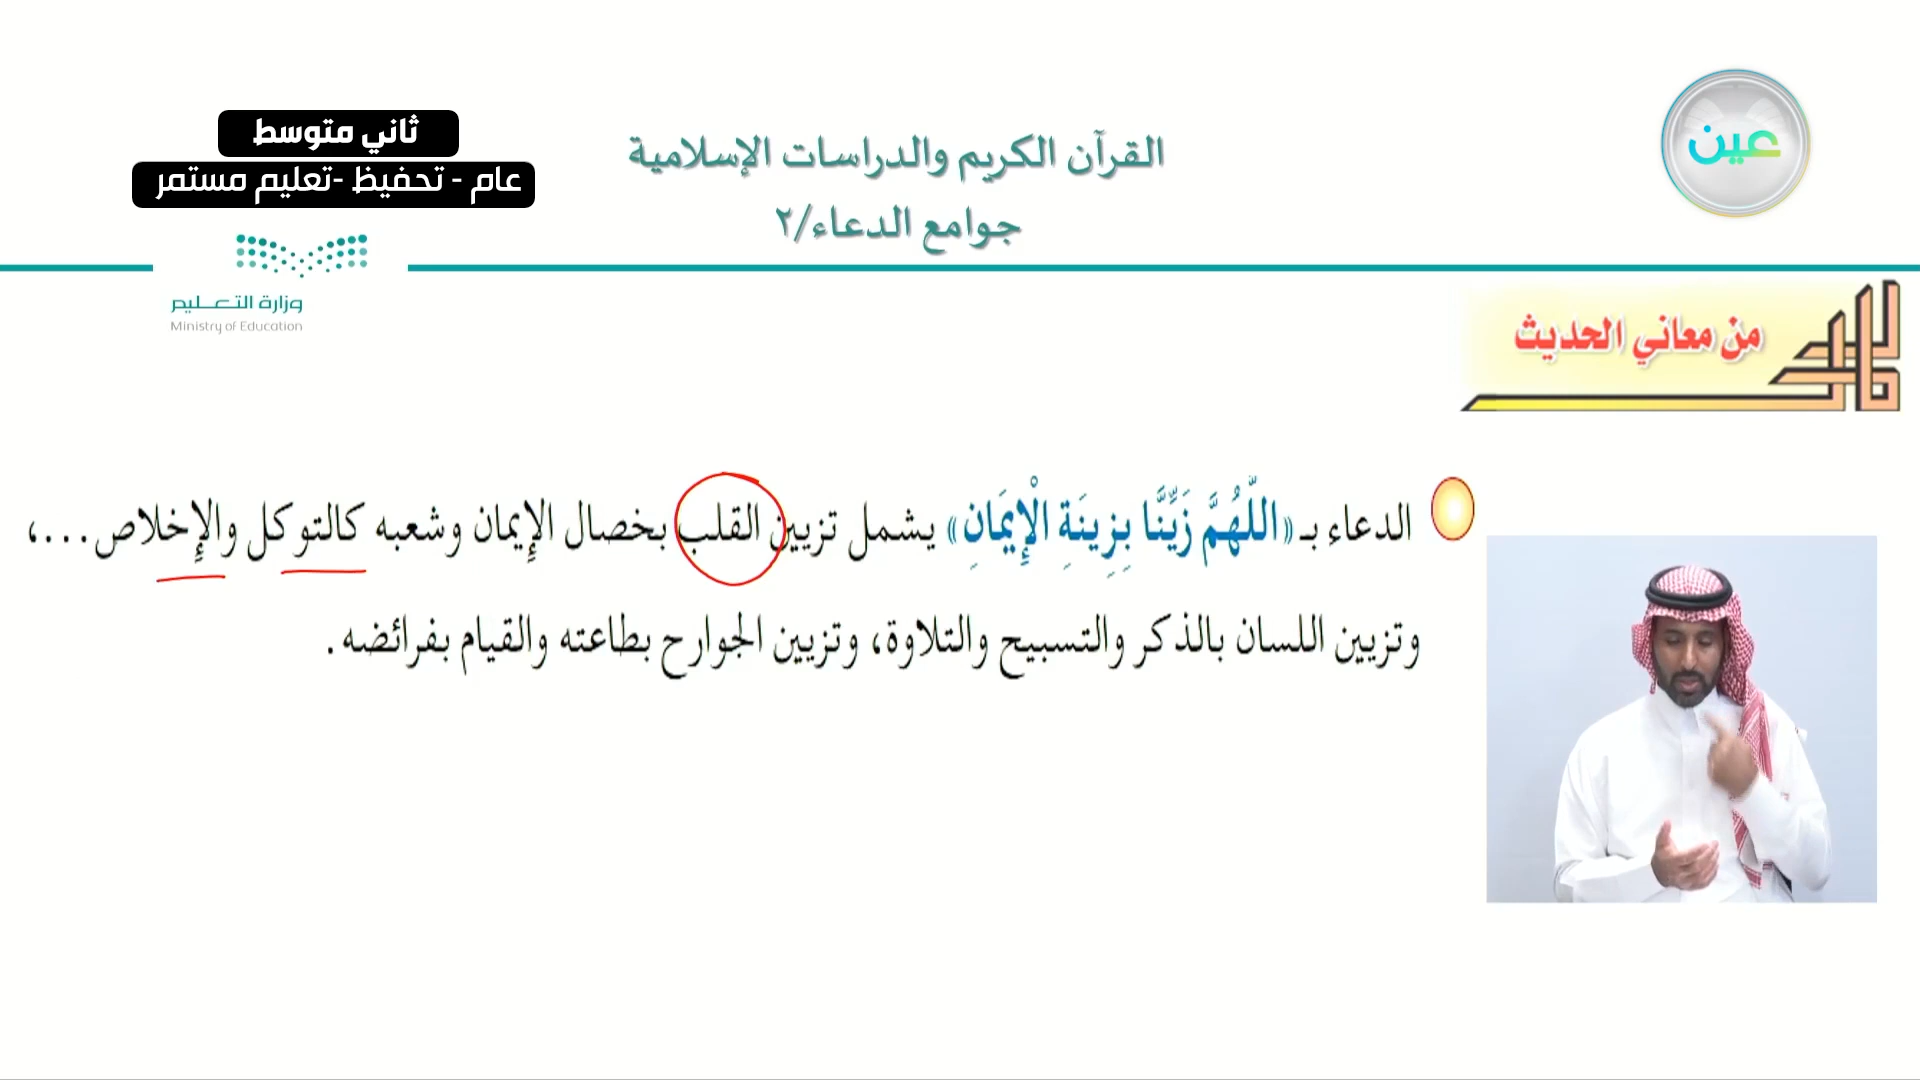 عين
القرآن الكريم والدراسات الإسلامية
جوامع الدعاء/٢
ثاني متوسط
عام - تحفيظ -تعليم مستمر
وزارة التعليم
Ministry of Education
من معاني الحديث
الدعاء بـ «اللَّهُمَّ زَيِّنَّا بِزِينَةِ الْإِيمَانِ» يشمل تزيين القلب بخصال الإيمان وشعبه كالتوكل والإخلاص...،
وتزيين اللسان بالذكر والتسبيح والتلاوة، وتزيين الجوارح بطاعته والقيام بفرائضه.